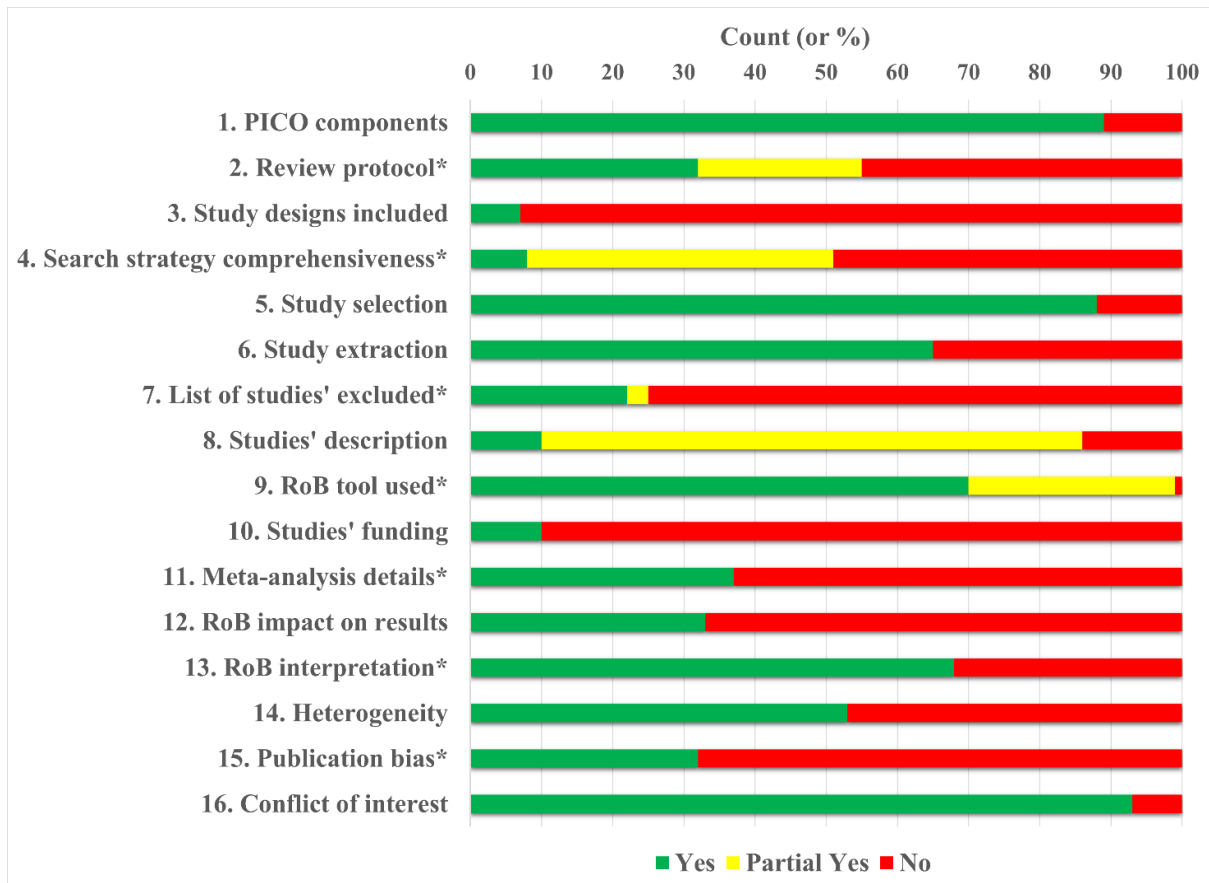 Count (or %)
0 10 20 30 40 50 60 70 80 90 100
1. PICO components
2. Review protocol*
3. Study designs included
4. Search strategy comprehensiveness*
5. Study selection
6. Study extraction
7. List of studies' excluded*
8. Studies' description
9. RoB tool used*
10. Studies' funding
11. Meta-analysis details*
12. RoB impact on results
13. RoB interpretation*
14. Heterogeneity
15. Publication bias*
16. Conflict of interest
Yes Partial Yes No